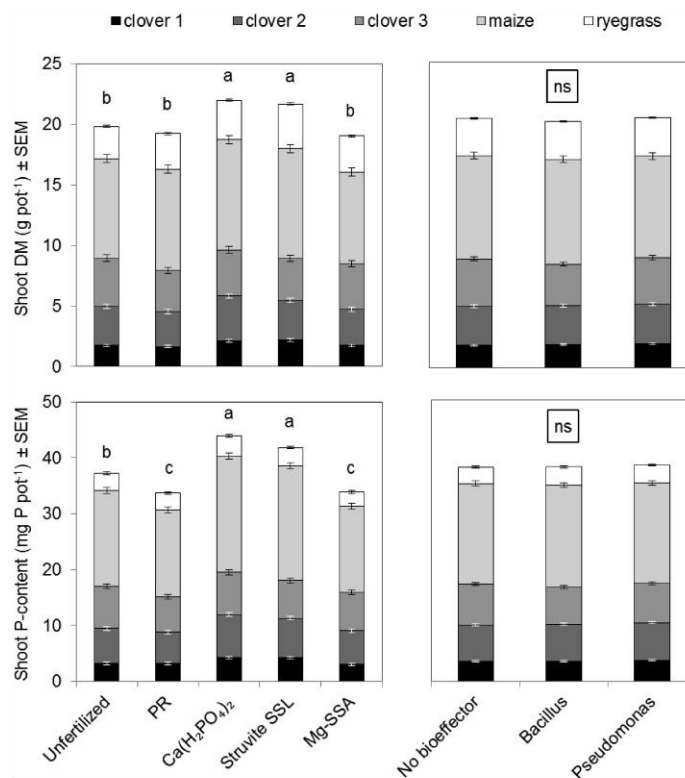 ■clover 1 ■clover 2 ■clover 3 □maize □ryegrass
Shoot DM (g pot⁻¹) ± SEM
25
20
15
10
5
0
b b a a b
ns
Shoot P-content (mg P pot⁻¹) ± SEM
50
40
30
20
10
0
b c a a c
ns
Unfertilized
PR
Ca(H₂PO₄)₂
Struvite SSL
Mg-SSA
No bioeffector
Bacillus
Pseudomonas